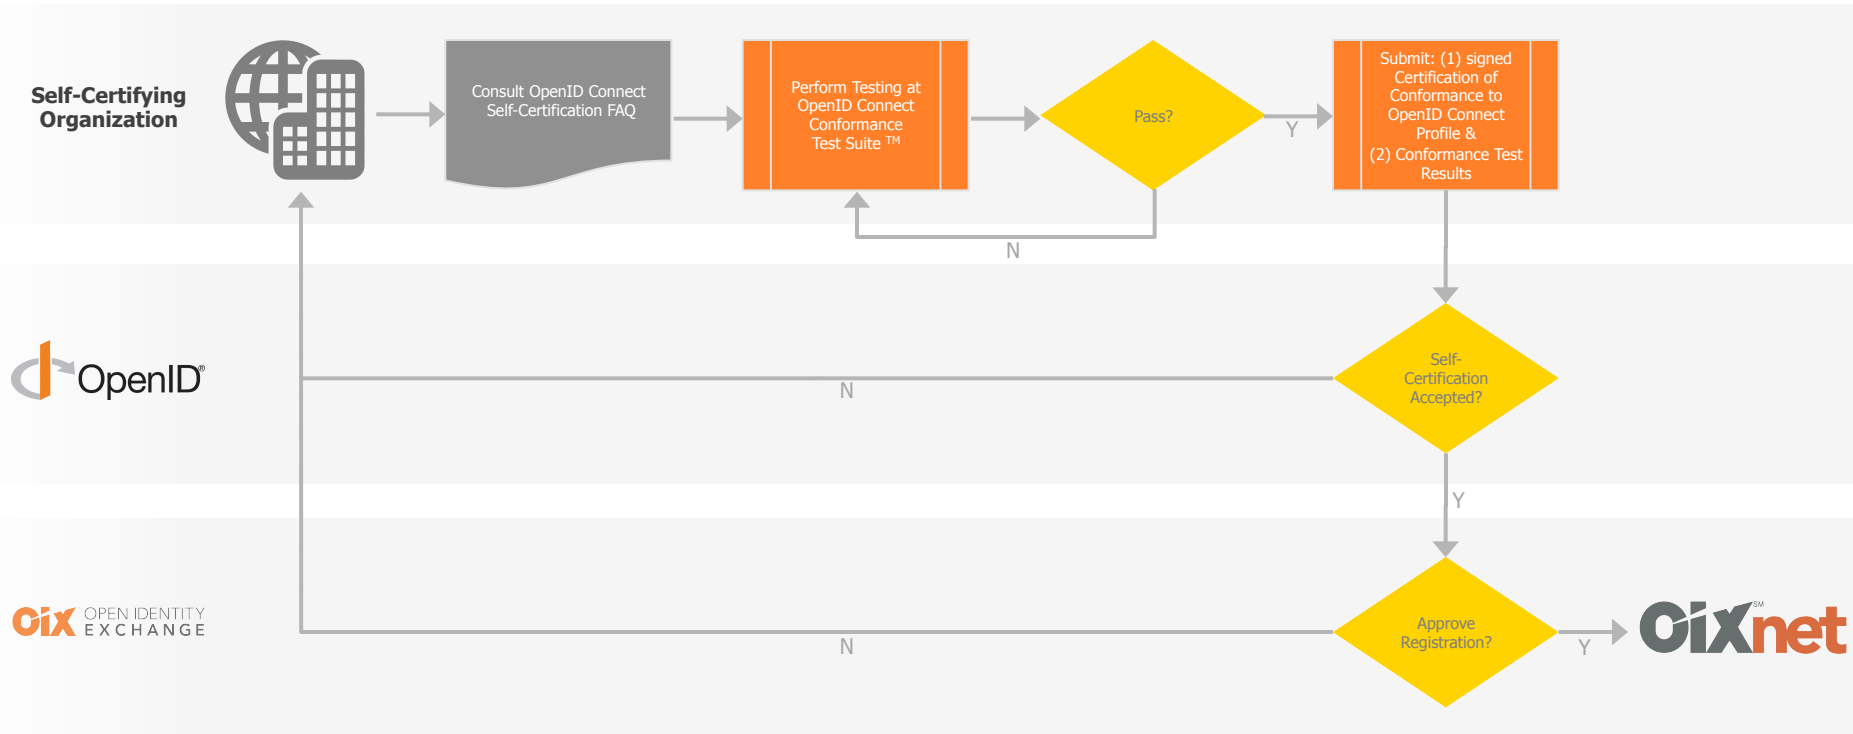 Self-Certifying
Organization
Consult OpenID Connect
Self-Certification FAQ
Perform Testing at
OpenID Connect
Conformance
Test Suite ™
Pass?
Y
N
Submit: (1) signed
Certification of
Conformance to
OpenID Connect
Profile &
(2) Conformance Test
Results
OpenID®
Self-
Certification
Accepted?
N
Y
OIX OPEN IDENTITY
EXCHANGE
Approve
Registration?
N
Y
OIXnet℠